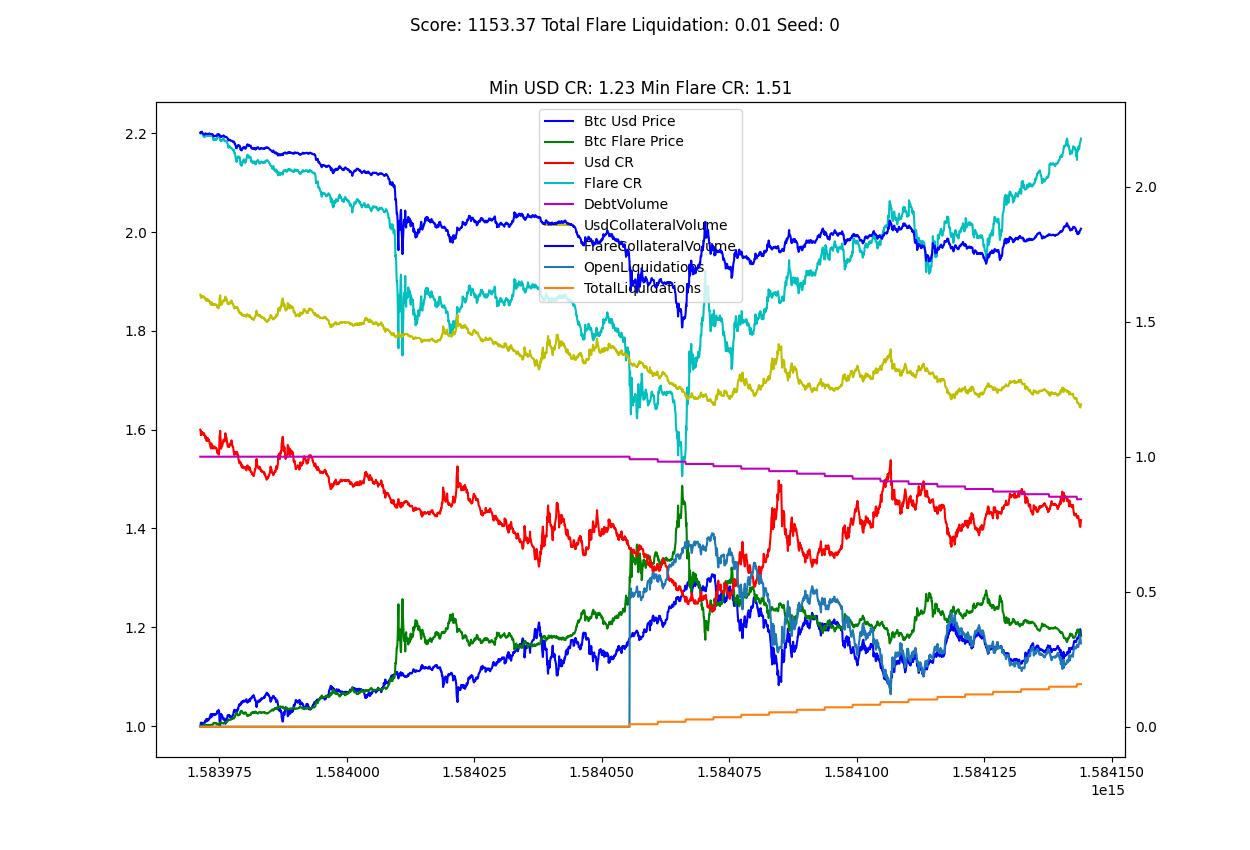 Score: 1153.37 Total Flare Liquidation: 0.01 Seed: 0
Min USD CR: 1.23 Min Flare CR: 1.51
Btc Usd Price
Btc Flare Price
Usd CR
Flare CR
DebtVolume
UsdCollateralVolume
FlareCollateralVolume
OpenLiquidations
TotalLiquidations
2.2
2.0
1.8
1.6
1.4
1.2
1.0
2.0
1.5
1.0
0.5
0.0
1.583975 1.584000 1.584025 1.584050 1.584075 1.584100 1.584125 1.584150
1e15